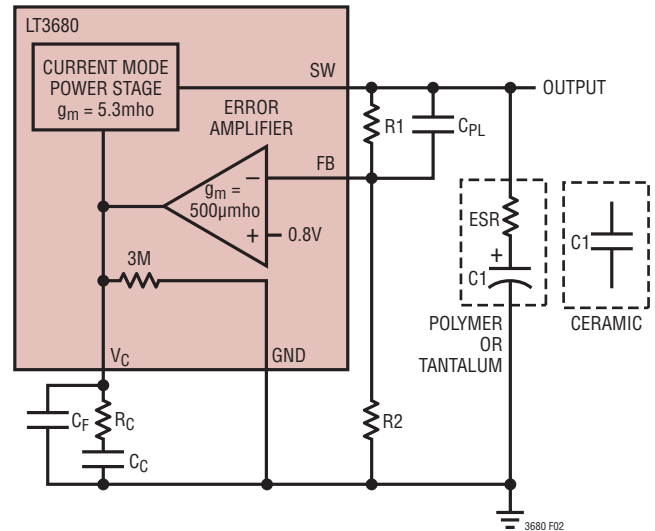 LT3680
CURRENT MODE
POWER STAGE
gm = 5.3mho
SW
OUTPUT
ERROR
AMPLIFIER
R1
CPL
FB
–
gm =
500µmho
+
0.8V
ESR
+
C1
C1
3M
POLYMER
OR
TANTALUM
CERAMIC
VC
GND
CF
RC
R2
CC
3680 F02